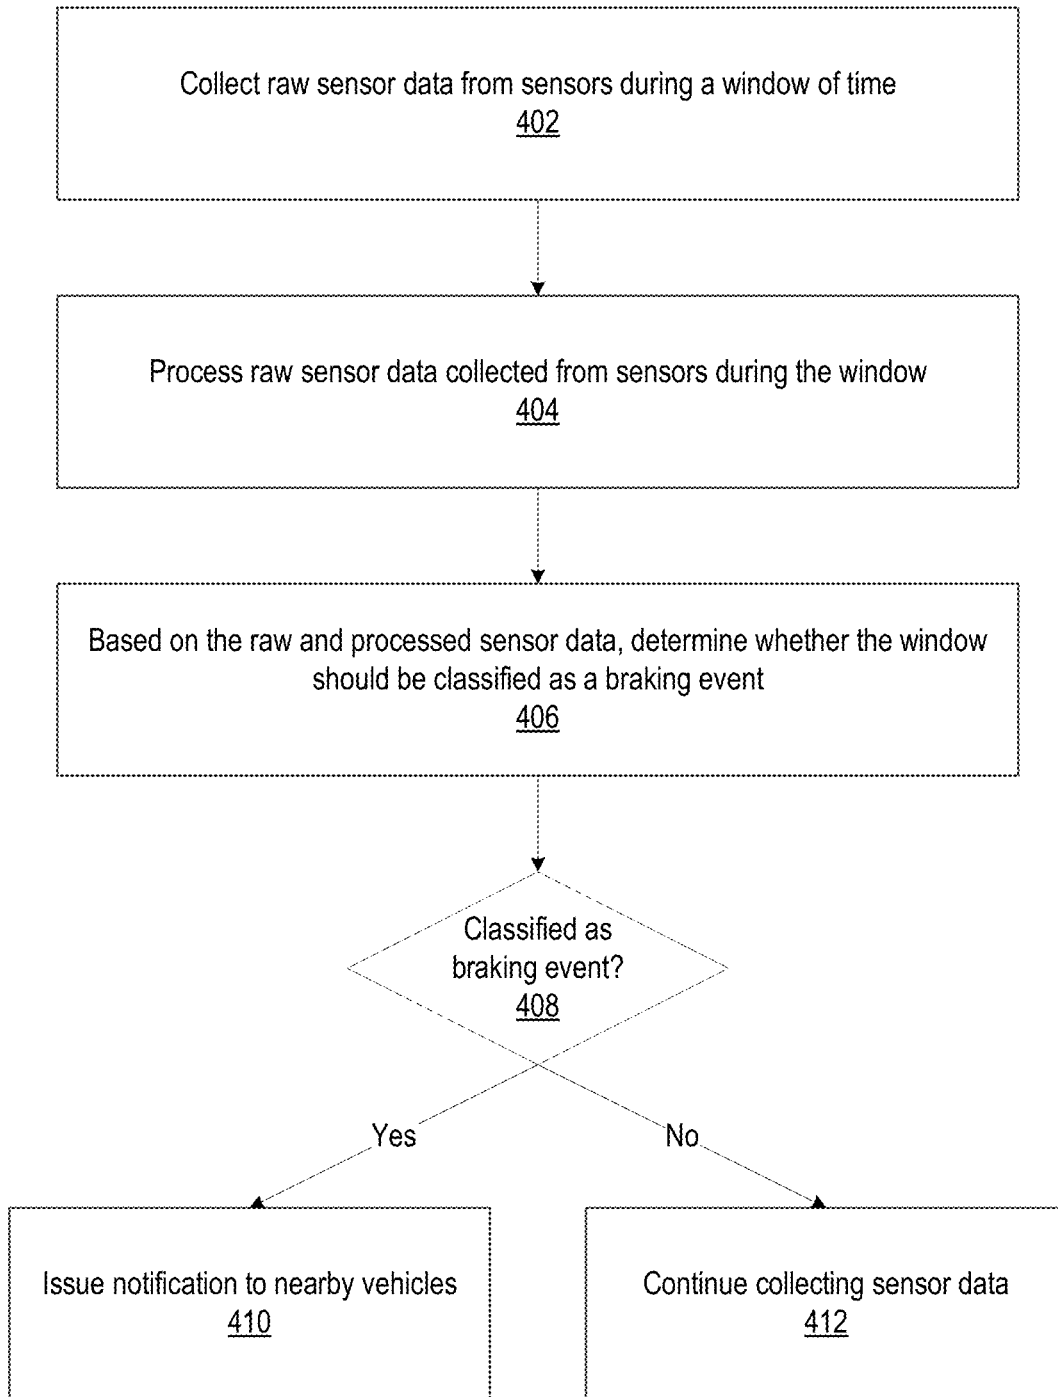 Collect raw sensor data from sensors during a window of time
402
Process raw sensor data collected from sensors during the window
404
Based on the raw and processed sensor data, determine whether the window
should be classified as a braking event
406
Classified as
braking event?
408
Yes
No
Issue notification to nearby vehicles
410
Continue collecting sensor data
412